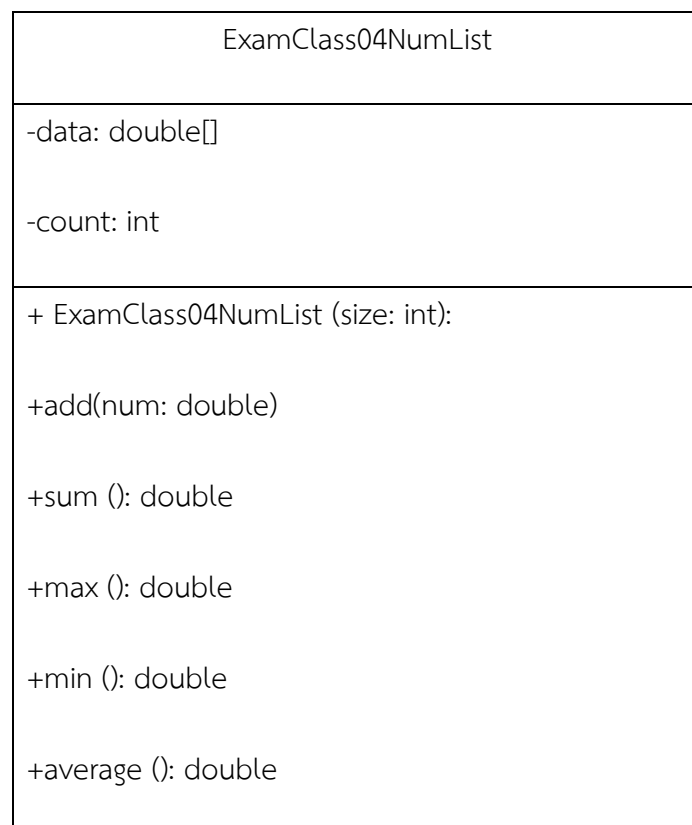 ExamClass04NumList
-data: double[]
-count: int
+ ExamClass04NumList (size: int):
+add(num: double)
+sum (): double
+max (): double
+min (): double
+average (): double